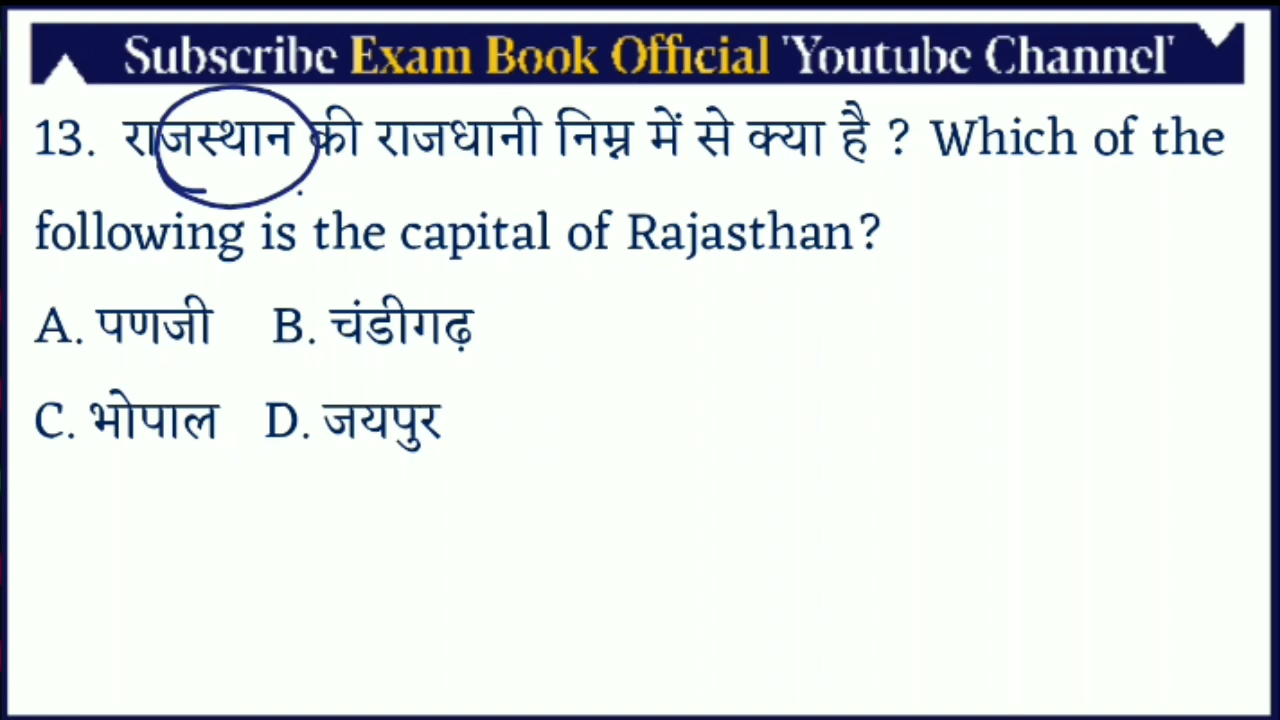 Subscribe Exam Book Official 'Youtube Channel'
13. राजस्थान की राजधानी निम्न में से क्या है ? Which of the
following is the capital of Rajasthan?
A. पणजी B. चंडीगढ़
C. भोपाल D. जयपुर